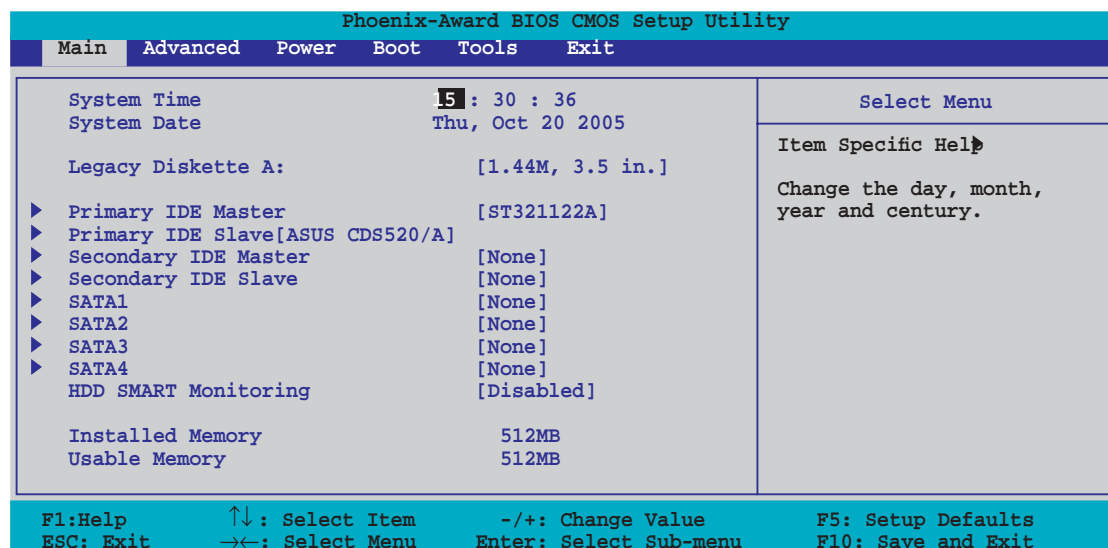 Phoenix-Award BIOS CMOS Setup Utility
Main Advanced Power Boot Tools Exit
System Time 15 : 30 : 36
System Date Thu, Oct 20 2005
Legacy Diskette A: [1.44M, 3.5 in.]
Primary IDE Master [ST321122A]
Primary IDE Slave[ASUS CDS520/A]
Secondary IDE Master [None]
Secondary IDE Slave [None]
SATA1 [None]
SATA2 [None]
SATA3 [None]
SATA4 [None]
HDD SMART Monitoring [Disabled]
Installed Memory 512MB
Usable Memory 512MB
Select Menu
Item Specific Help
Change the day, month,
year and century.
F1:Help ↑↓: Select Item -/+: Change Value F5: Setup Defaults
ESC: Exit →←: Select Menu Enter: Select Sub-menu F10: Save and Exit